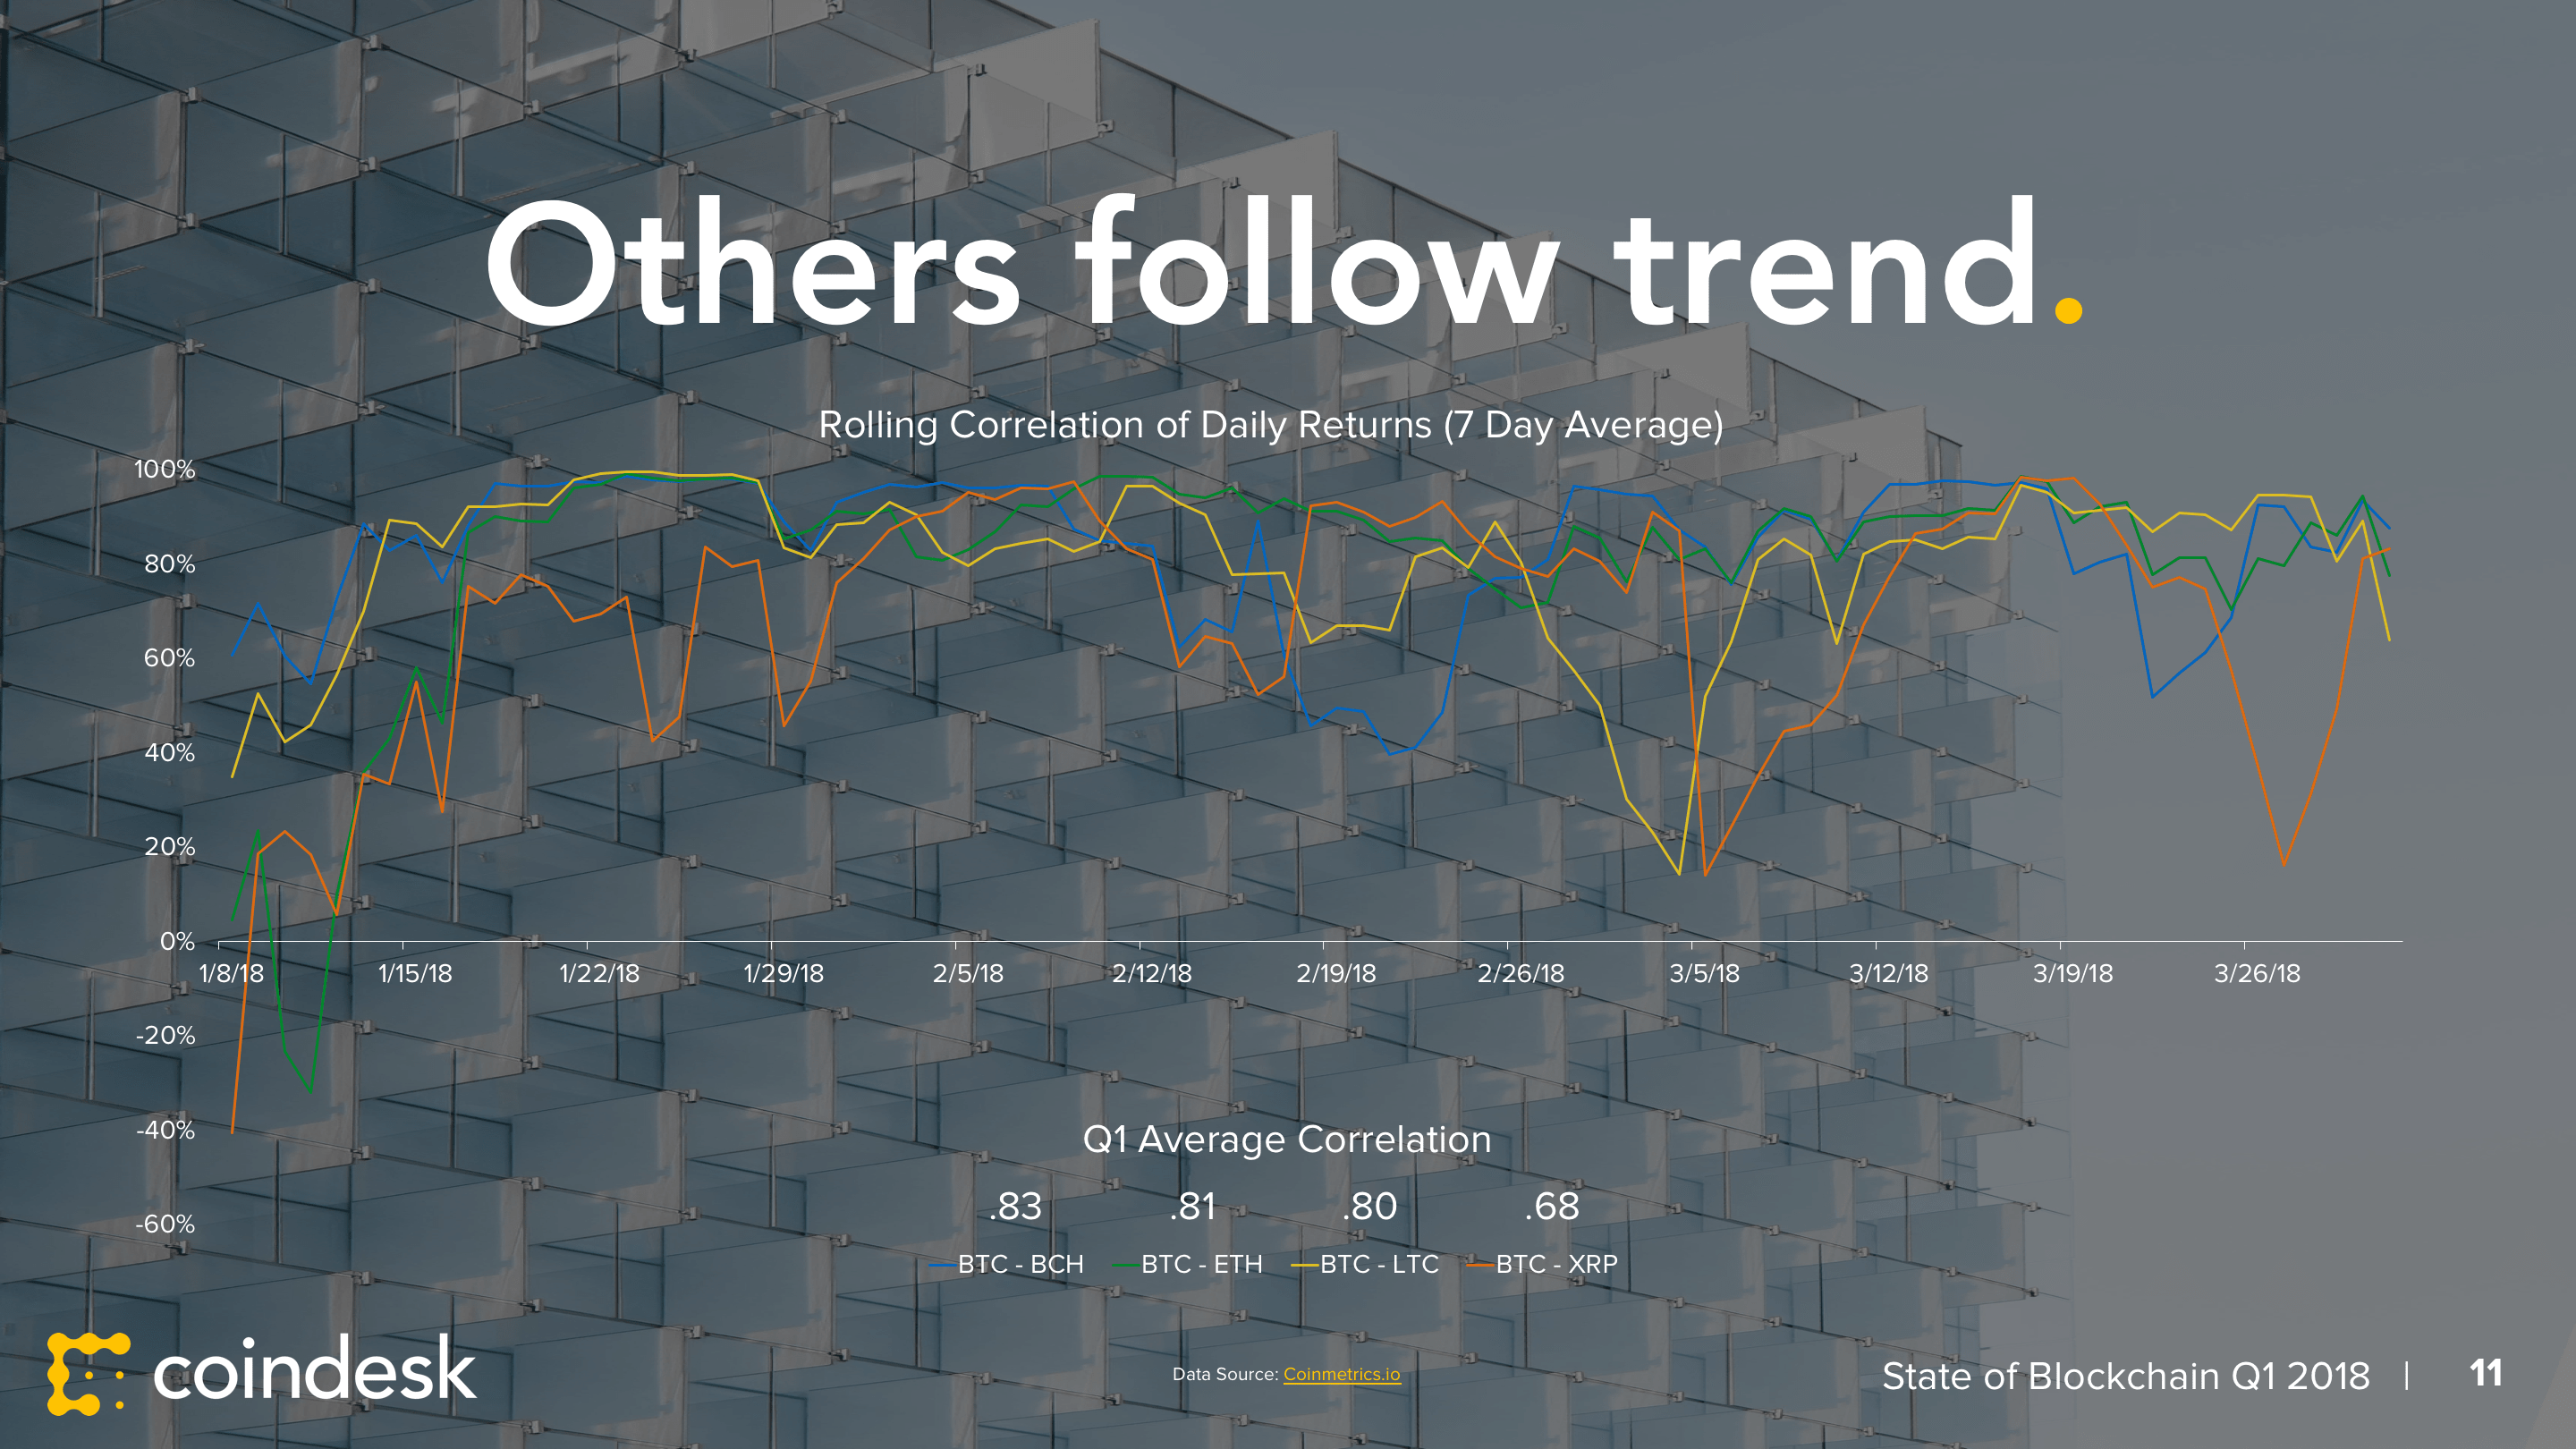 Others follow trend.
Rolling Correlation of Daily Returns (7 Day Average)
100%
80%
60%
40%
20%
0%
1/8/18 1/15/18 1/22/18 1/29/18 2/5/18 2/12/18 2/19/18 2/26/18 3/5/18 3/12/18 3/19/18 3/26/18
-20%
-40%
-60%
Q1 Average Correlation
.83 .81 .80 .68
BTC - BCH BTC - ETH BTC - LTC BTC - XRP
coindesk
Data Source: Coinmetrics.io
State of Blockchain Q1 2018 | 11